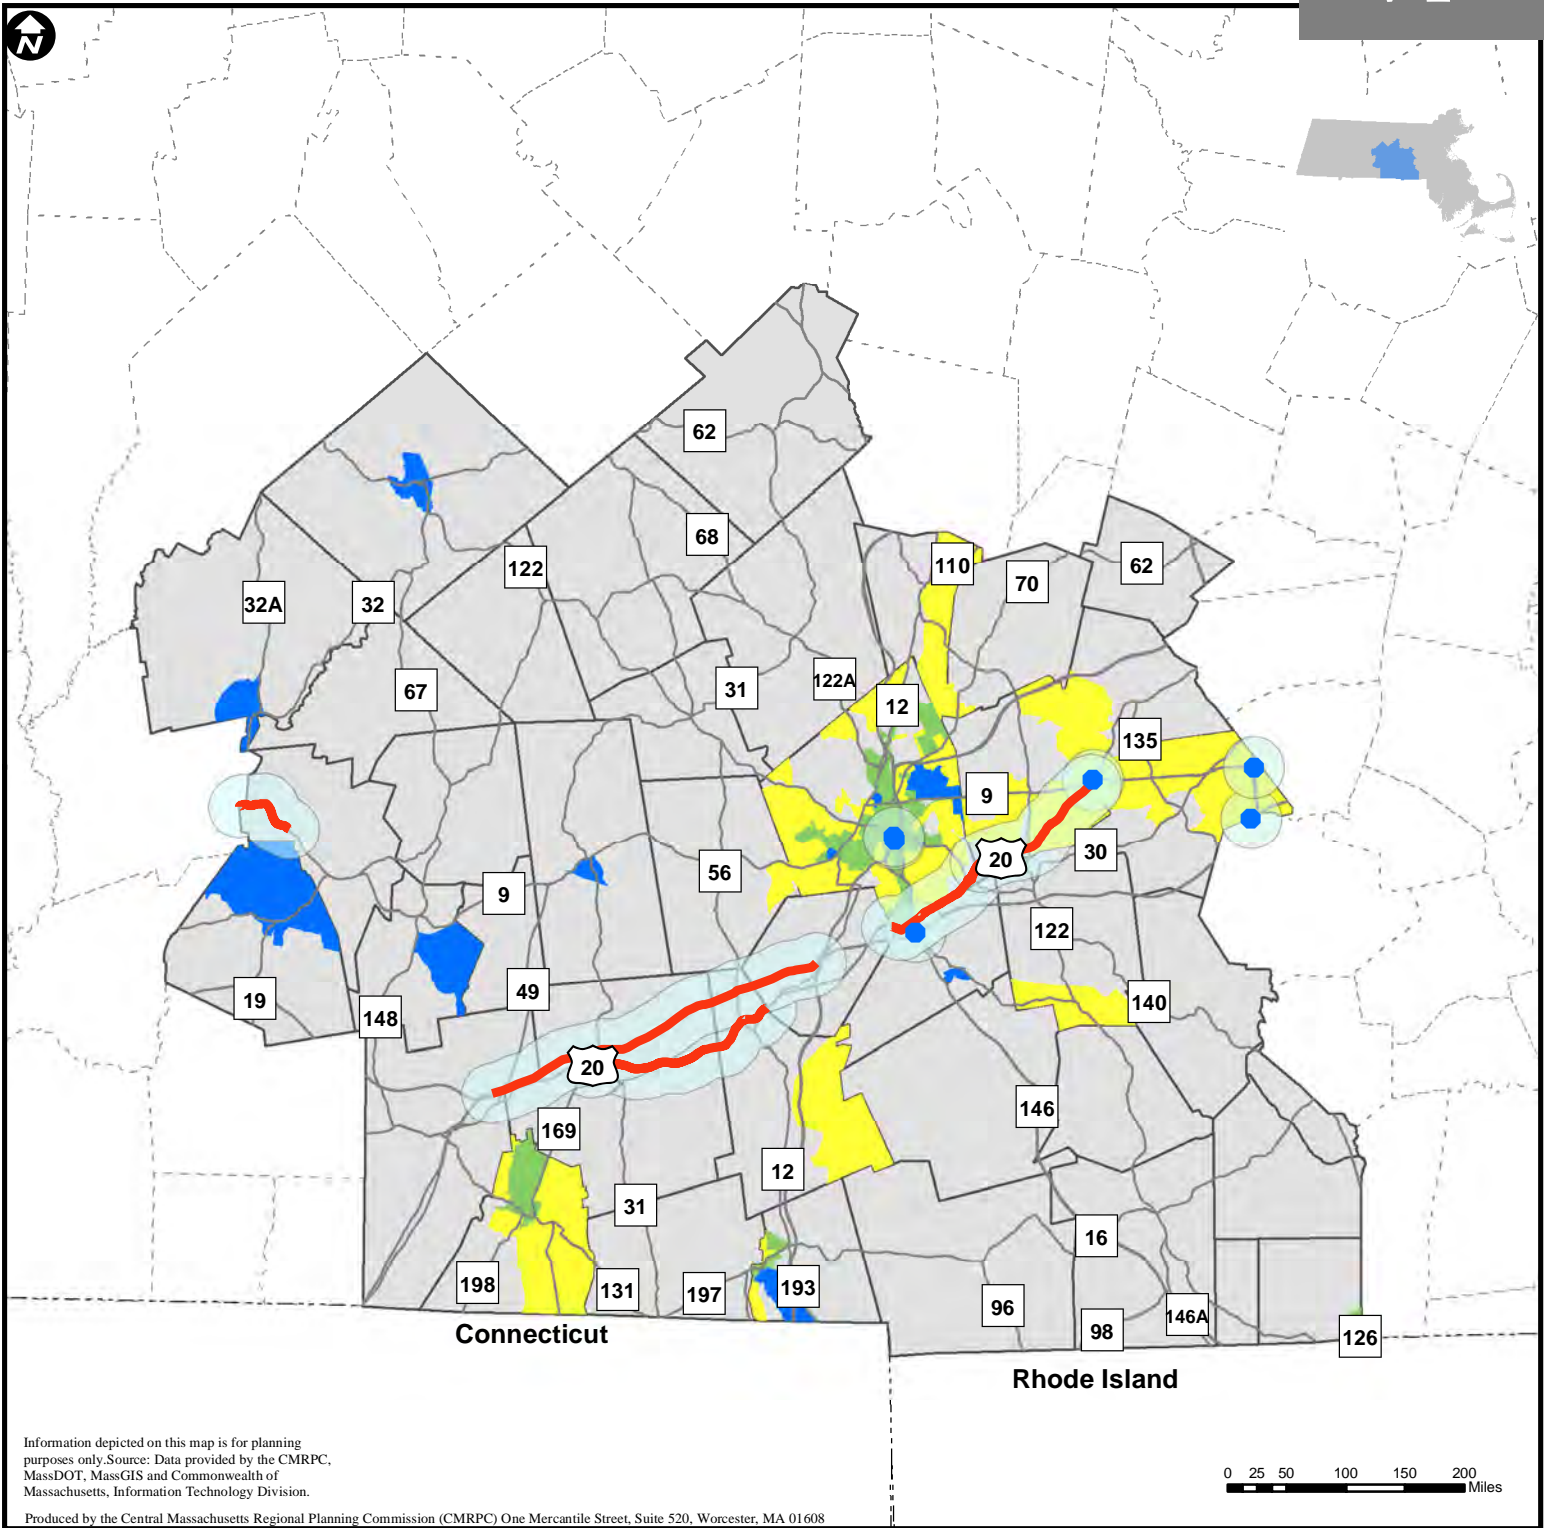 N
62
110
62
68
70
122
32A
32
122A
31
67
12
135
9
30
20
56
9
122
49
19
140
148
20
146
169
12
31
16
198
131
197
193
96
146A
98
126
Connecticut
Rhode Island
Information depicted on this map is for planning
purposes only.Source: Data provided by the CMRPC,
MassDOT, MassGIS and Commonwealth of
Massachusetts, Information Technology Division.
0 25 50 100 150 200
Miles
Produced by the Central Massachusetts Regional Planning Commission (CMRPC) One Mercantile Street, Suite 520, Worcester, MA 01608